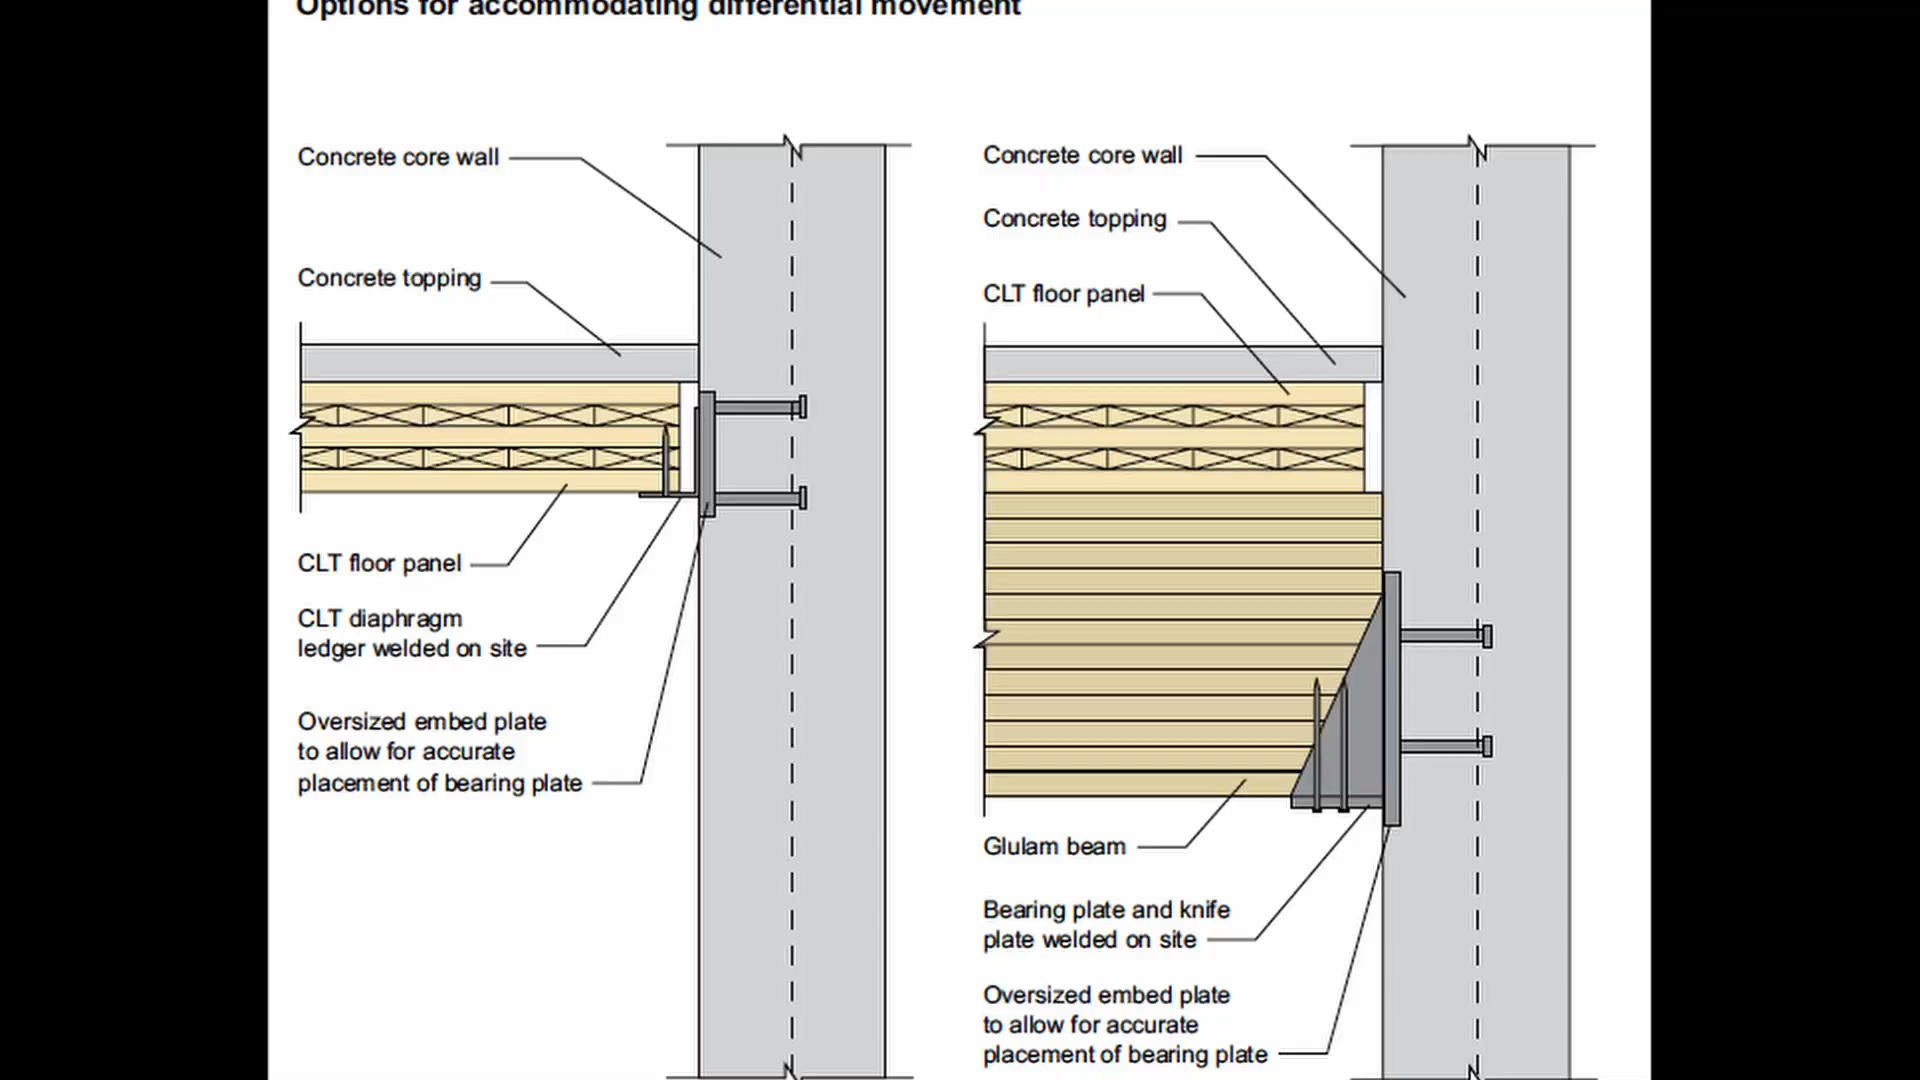 Options for accommodating differential movement
Concrete core wall
Concrete topping
CLT floor panel
CLT diaphragm
ledger welded on site
Oversized embed plate
to allow for accurate
placement of bearing plate
Concrete core wall
Concrete topping
CLT floor panel
Glulam beam
Bearing plate and knife
plate welded on site
Oversized embed plate
to allow for accurate
placement of bearing plate